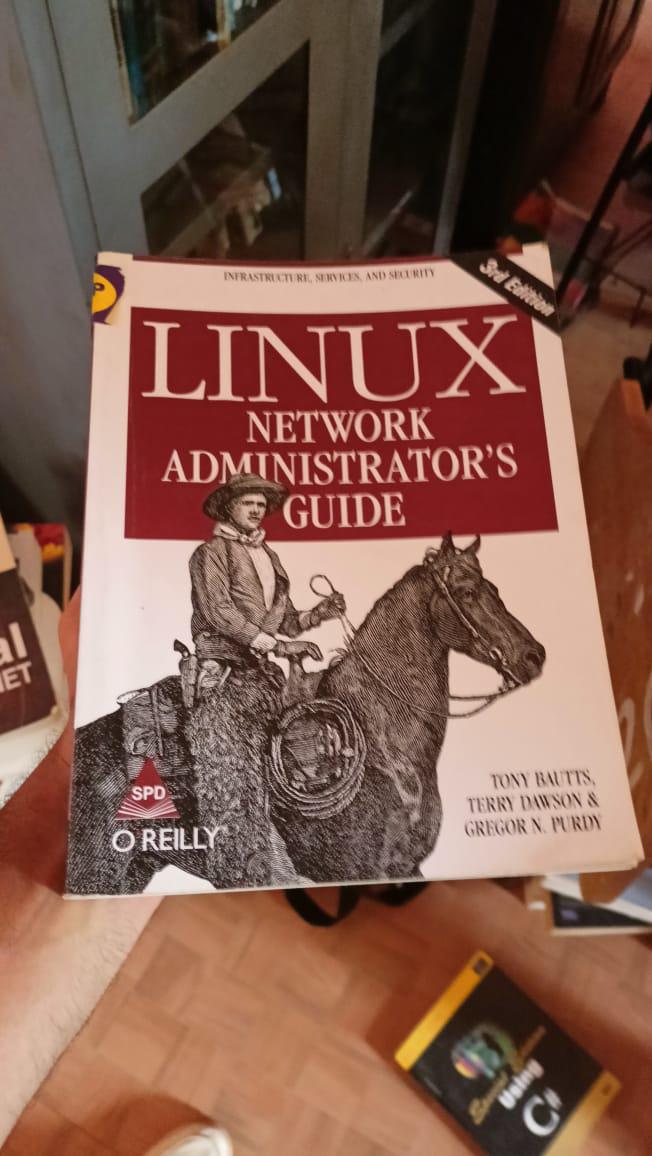 INFRASTRUCTURE, SERVICES, AND SECURITY
3rd Edition
P
LINUX
NETWORK
ADMINISTRATOR'S
GUIDE
TONY BAUTTS,
TERRY DAWSON &
GREGOR N. PURDY
SPD
O REILLY
al
NET
Using
C#